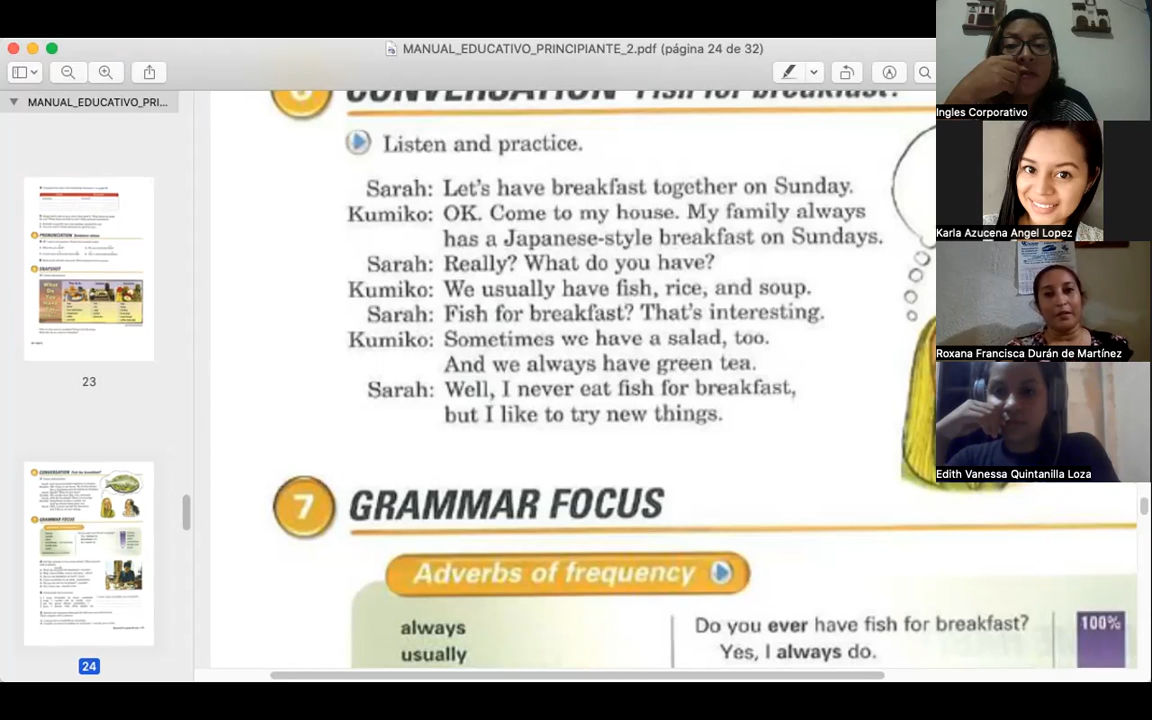 MANUAL_EDUCATIVO_PRINCIPIANTE_2.pdf (página 24 de 32)
MANUAL_EDUCATIVO_PRI...
23
24
CONVERSATION Fish for breakfast?
Listen and practice.
Sarah: Let's have breakfast together on Sunday.
Kumiko: OK. Come to my house. My family always
has a Japanese-style breakfast on Sundays.
Sarah: Really? What do you have?
Kumiko: We usually have fish, rice, and soup.
Sarah: Fish for breakfast? That's interesting.
Kumiko: Sometimes we have a salad, too.
And we always have green tea.
Sarah: Well, I never eat fish for breakfast,
but I like to try new things.
7 GRAMMAR FOCUS
Adverbs of frequency
always
usually
Do you ever have fish for breakfast?
Yes, I always do.
100%
Ingles Corporativo
Karla Azucena Angel Lopez
Roxana Francisca Durán de Martínez
Edith Vanessa Quintanilla Loza